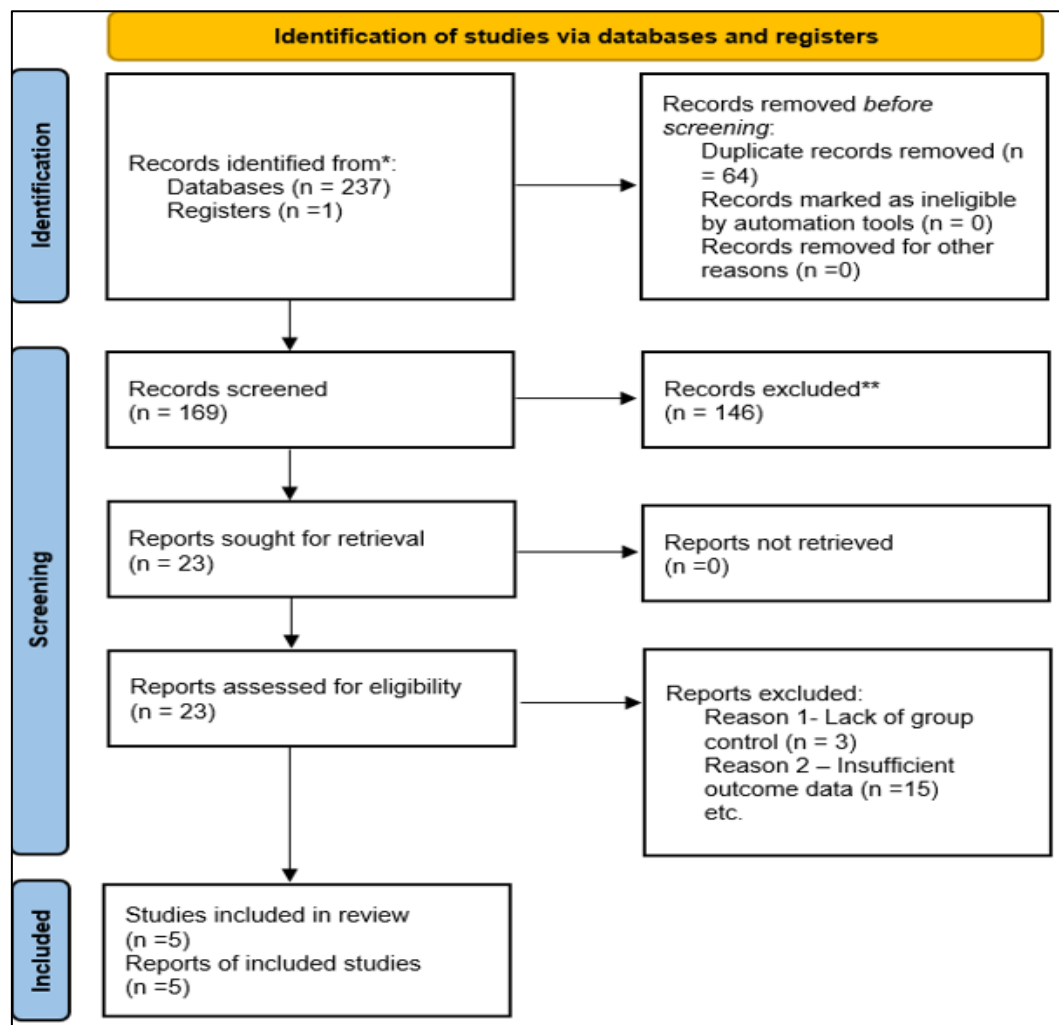 Identification of studies via databases and registers
Identification
Records identified from*:
Databases (n = 237)
Registers (n =1)
Records removed before
screening:
Duplicate records removed (n
= 64)
Records marked as ineligible
by automation tools (n = 0)
Records removed for other
reasons (n =0)
Screening
Records screened
(n = 169)
Records excluded**
(n = 146)
Reports sought for retrieval
(n = 23)
Reports not retrieved
(n =0)
Reports assessed for eligibility
(n = 23)
Reports excluded:
Reason 1- Lack of group
control (n = 3)
Reason 2 – Insufficient
outcome data (n =15)
etc.
Included
Studies included in review
(n =5)
Reports of included studies
(n =5)